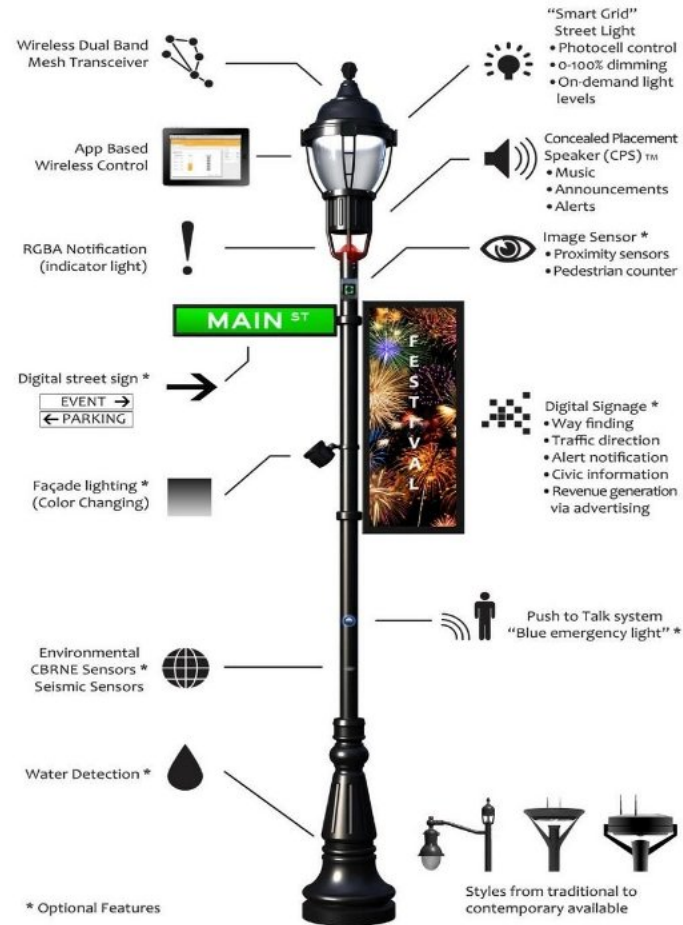 Wireless Dual Band
Mesh Transceiver
App Based
Wireless Control
RGBA Notification
(indicator light)
MAIN ST
Digital street sign *
EVENT →
← PARKING
Façade lighting *
(Color Changing)
Environmental
CBRNE Sensors *
Seismic Sensors
Water Detection *
* Optional Features
“Smart Grid”
Street Light
• Photocell control
• 0-100% dimming
• On-demand light
levels
Concealed Placement
Speaker (CPS) TM
• Music
• Announcements
• Alerts
Image Sensor *
• Proximity sensors
• Pedestrian counter
FESTIVAL
Digital Signage *
• Way finding
• Traffic direction
• Alert notification
• Civic information
• Revenue generation
via advertising
Push to Talk system
“Blue emergency light” *
Styles from traditional to
contemporary available